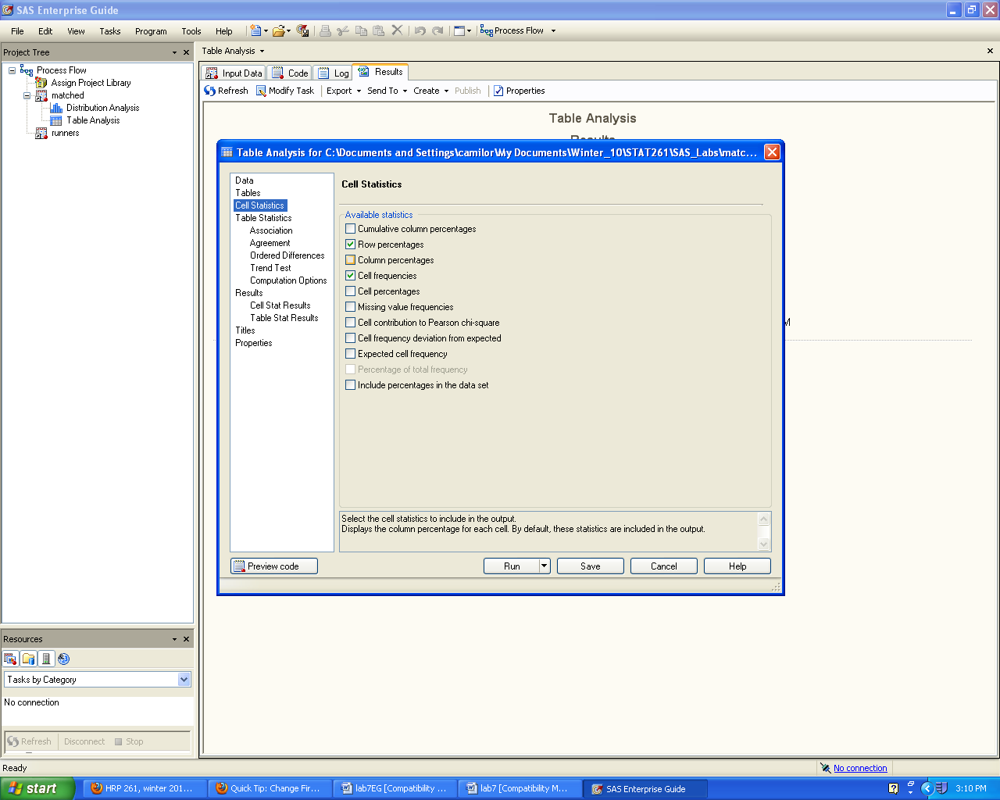 SAS Enterprise Guide
File Edit View Tasks Program Tools Help Process Flow
Project Tree
Process Flow
Assign Project Library
matched
Distribution Analysis
Table Analysis
runners
Table Analysis
Input Data Code Log Results
Refresh Modify Task Export Send To Create Publish Properties
Table Analysis
Results
Table Analysis for C:\Documents and Settings\camilor\My Documents\Winter_10\STAT261\SAS_Labs\matc...
Data
Tables
Cell Statistics
Table Statistics
Association
Agreement
Ordered Differences
Trend Test
Computation Options
Results
Cell Stat Results
Table Stat Results
Titles
Properties
Cell Statistics
Available statistics
Cumulative column percentages
Row percentages
Column percentages
Cell frequencies
Cell percentages
Missing value frequencies
Cell contribution to Pearson chi-square
Cell frequency deviation from expected
Expected cell frequency
Percentage of total frequency
Include percentages in the data set
M
Select the cell statistics to include in the output.
Displays the column percentage for each cell. By default, these statistics are included in the output.
Preview code Run Save Cancel Help
Resources
Tasks by Category
No connection
Refresh Disconnect Stop
Ready No connection
start HRP 261, winter 201... Quick Tip: Change Fir... lab7EG [Compatibility ... lab7 [Compatibility M... SAS Enterprise Guide 3:10 PM